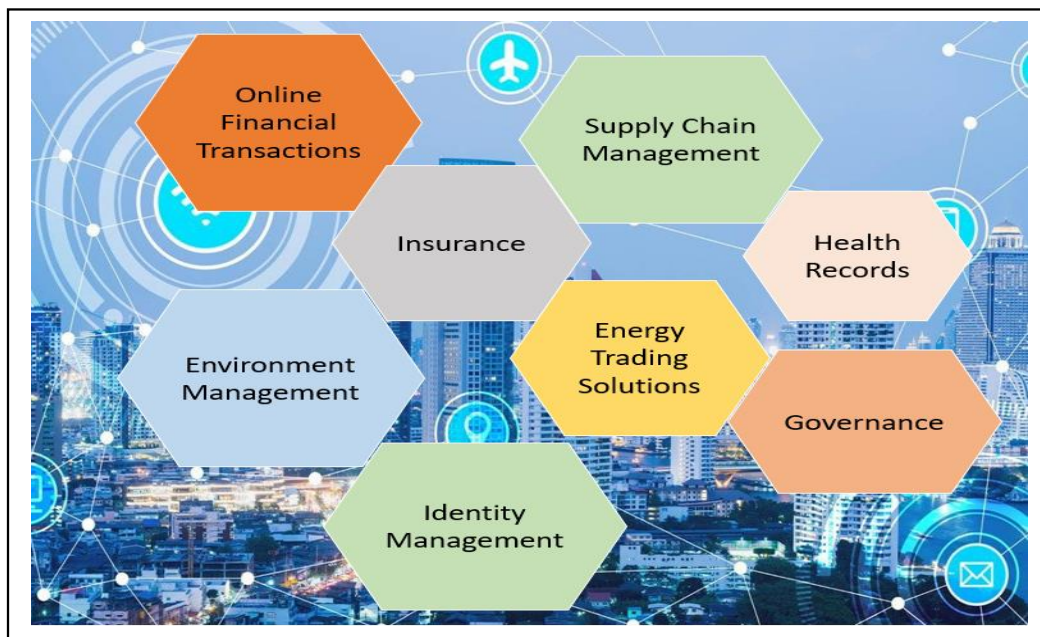 Online
Financial
Transactions
Supply Chain
Management
Insurance
Health
Records
Environment
Management
Energy
Trading
Solutions
Governance
Identity
Management